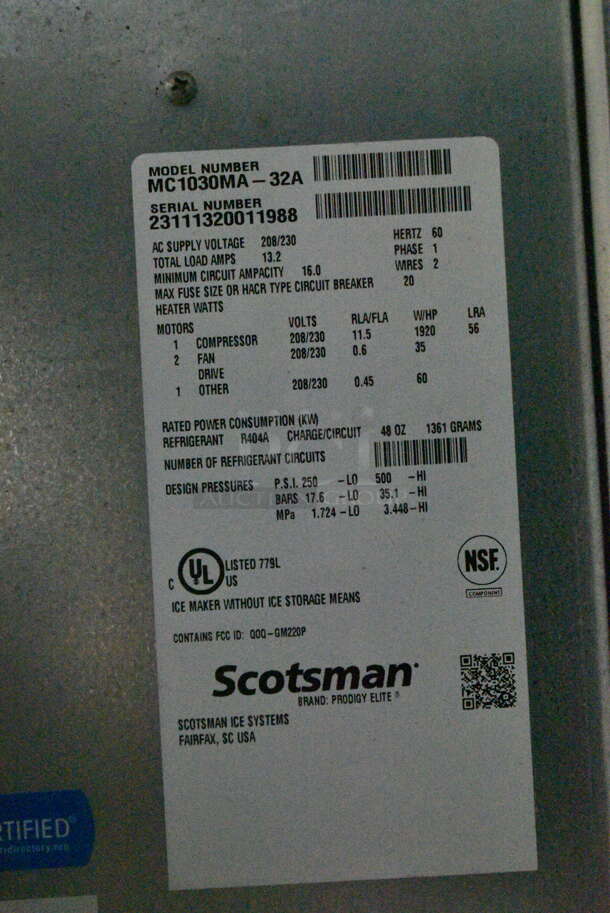 MODEL NUMBER
MC1030MA-32A
SERIAL NUMBER
23111320011988
AC SUPPLY VOLTAGE 208/230 HERTZ 60
TOTAL LOAD AMPS 13.2 PHASE 1
MINIMUM CIRCUIT AMPACITY 16.0 WIRES 2
MAX FUSE SIZE OR HACR TYPE CIRCUIT BREAKER 20
HEATER WATTS
MOTORS VOLTS RLA/FLA W/HP LRA
1 COMPRESSOR 208/230 11.5 1920 56
2 FAN 208/230 0.6 35
DRIVE
1 OTHER 208/230 0.45 60
RATED POWER CONSUMPTION (KW)
REFRIGERANT R404A CHARGE/CIRCUIT 48 OZ 1361 GRAMS
NUMBER OF REFRIGERANT CIRCUITS
DESIGN PRESSURES P.S.I. 250 -LO 500 -HI
BARS 17.6 -LO 35.1 -HI
MPa 1.724 -LO 3.448-HI
C UL US LISTED 779L
NSF.
COMPONENT
ICE MAKER WITHOUT ICE STORAGE MEANS
CONTAINS FCC ID: QOQ-GM220P
Scotsman
BRAND: PRODIGY ELITE ®
SCOTSMAN ICE SYSTEMS
FAIRFAX, SC USA
RTIFIED®
ridirectory.org